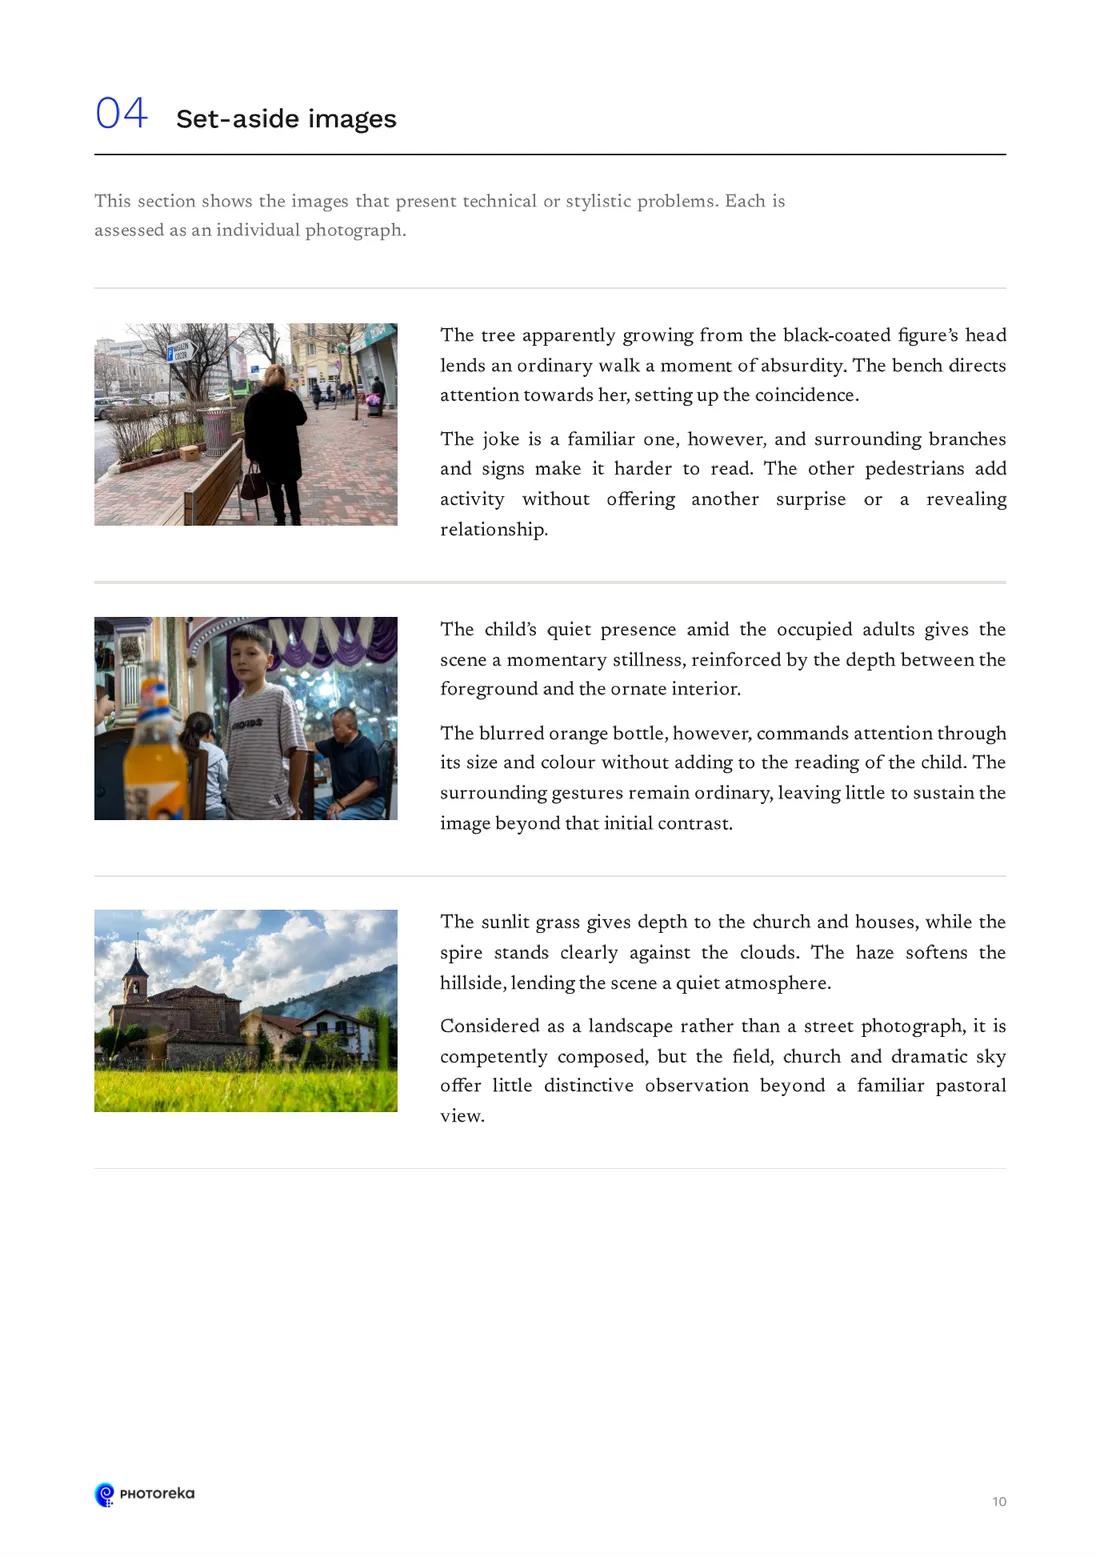 04 Set-aside images
This section shows the images that present technical or stylistic problems. Each is
assessed as an individual photograph.
The tree apparently growing from the black-coated figure’s head
lends an ordinary walk a moment of absurdity. The bench directs
attention towards her, setting up the coincidence.
The joke is a familiar one, however, and surrounding branches
and signs make it harder to read. The other pedestrians add
activity without offering another surprise or a revealing
relationship.
The child’s quiet presence amid the occupied adults gives the
scene a momentary stillness, reinforced by the depth between the
foreground and the ornate interior.
The blurred orange bottle, however, commands attention through
its size and colour without adding to the reading of the child. The
surrounding gestures remain ordinary, leaving little to sustain the
image beyond that initial contrast.
The sunlit grass gives depth to the church and houses, while the
spire stands clearly against the clouds. The haze softens the
hillside, lending the scene a quiet atmosphere.
Considered as a landscape rather than a street photograph, it is
competently composed, but the field, church and dramatic sky
offer little distinctive observation beyond a familiar pastoral
view.
PHOTOreka
10